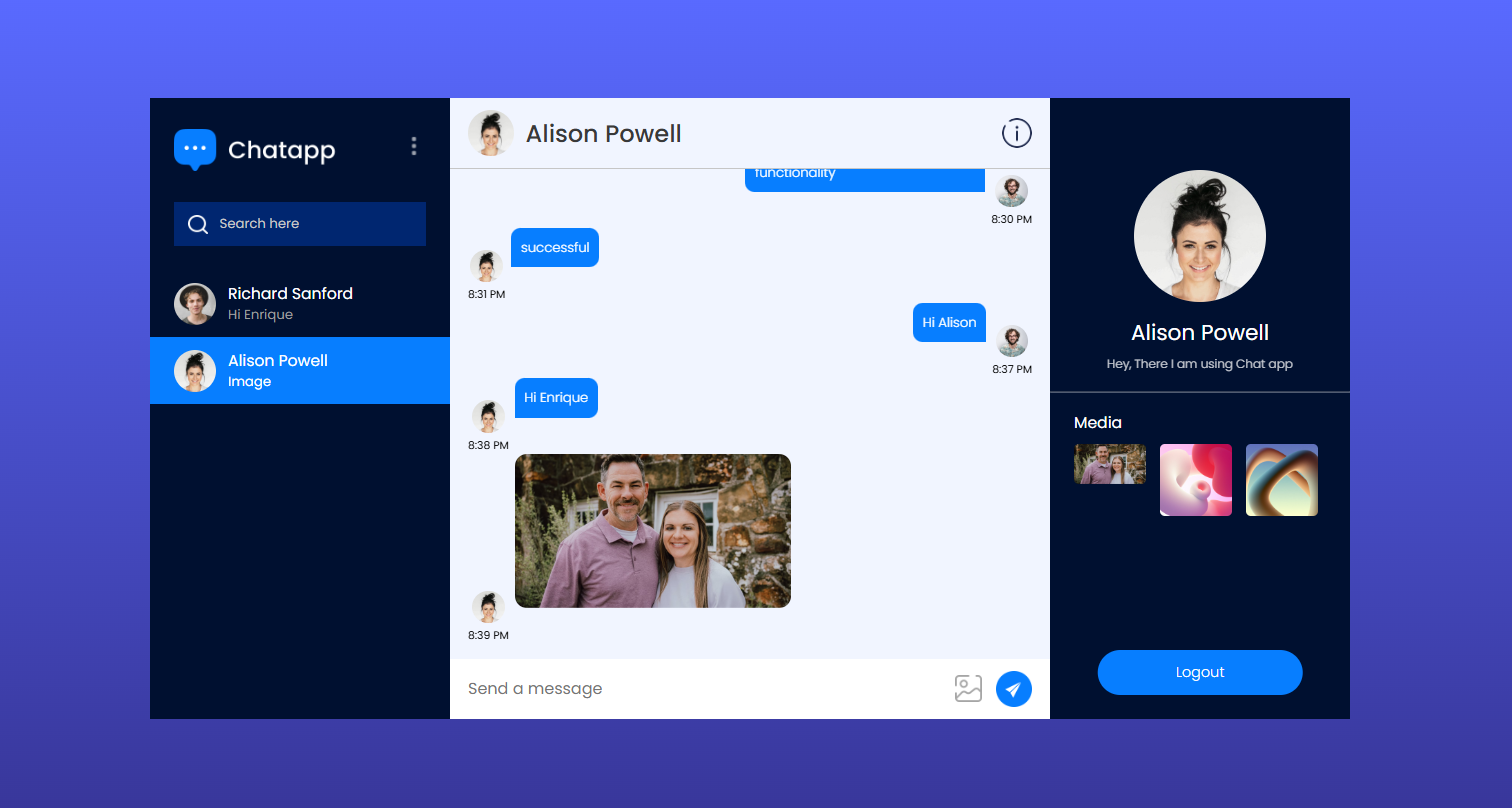 Chatapp
Search here
Richard Sanford
Hi Enrique
Alison Powell
Image
Alison Powell
functionality
8:30 PM
successful
8:31 PM
Hi Alison
8:37 PM
Hi Enrique
8:38 PM
8:39 PM
Send a message
Alison Powell
Hey, There I am using Chat app
Media
Logout